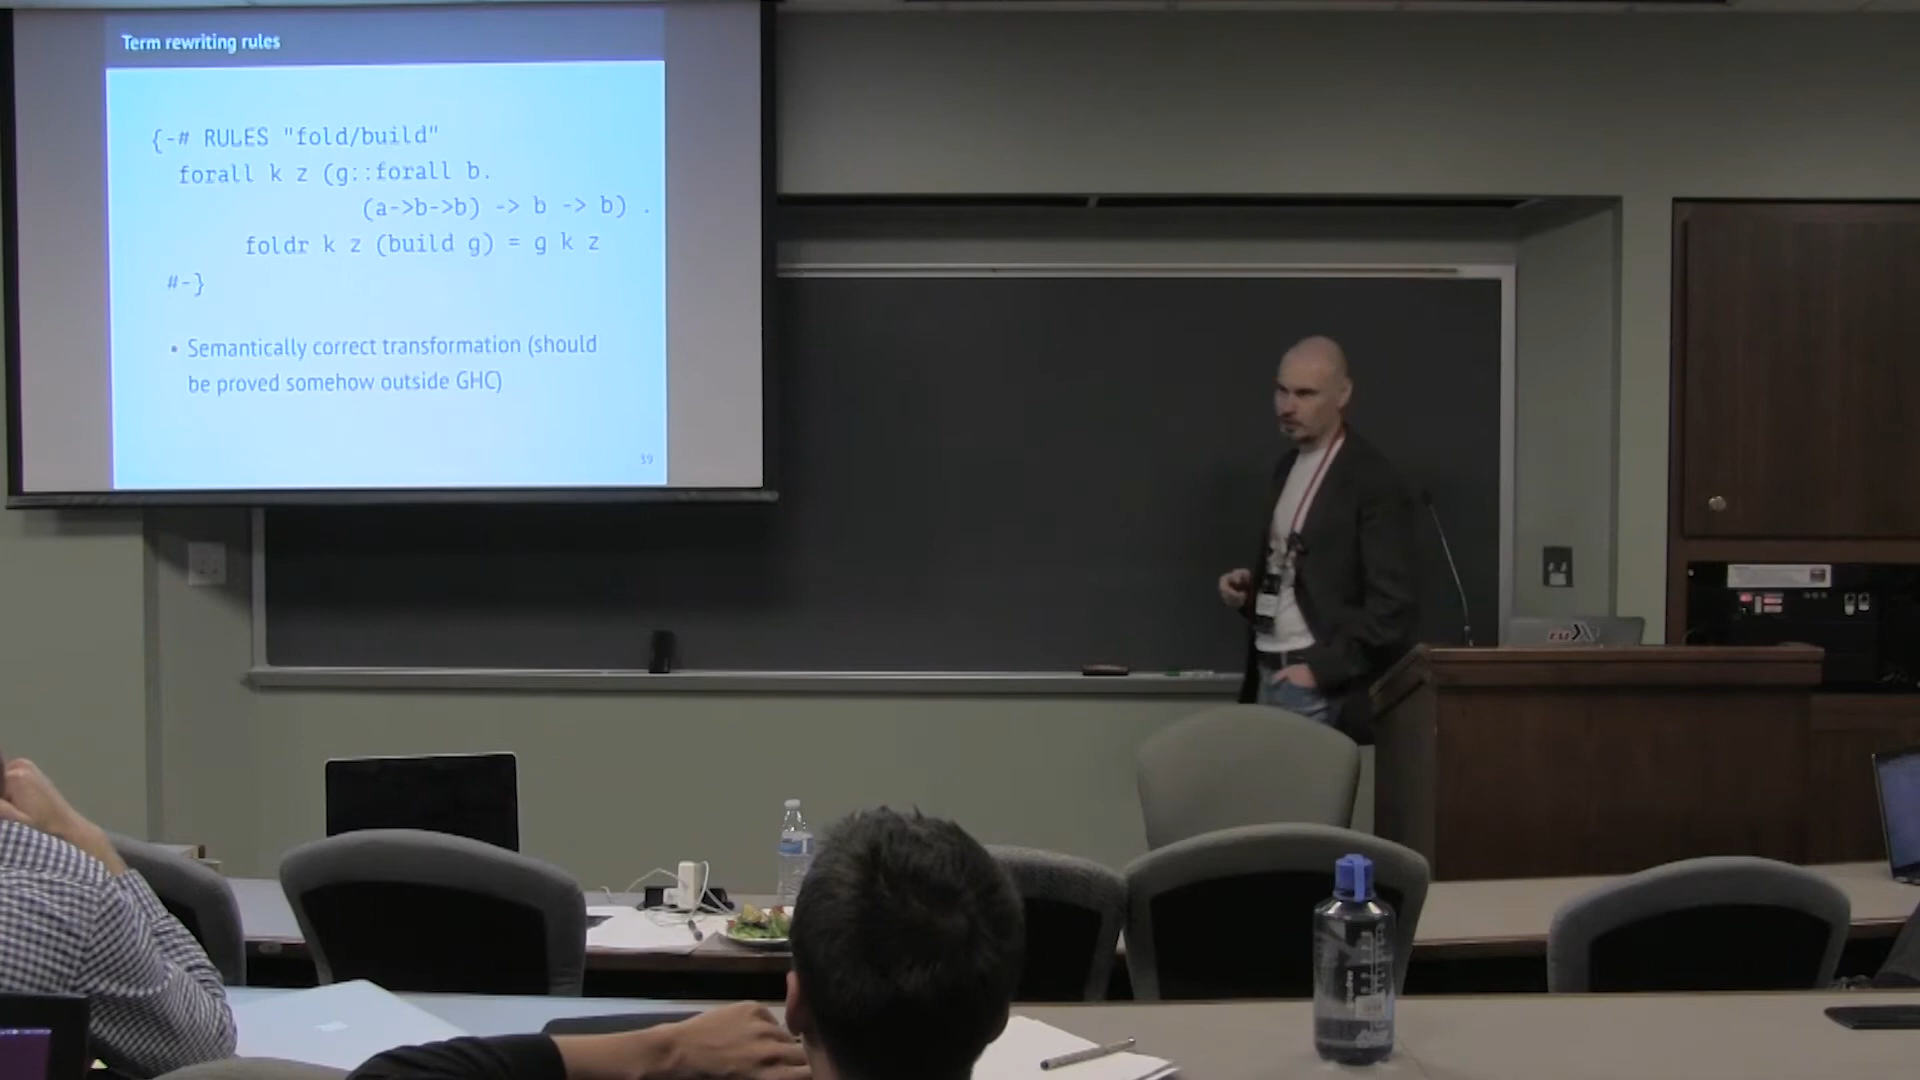 Term rewriting rules
{-# RULES "fold/build"
forall k z (g::forall b.
(a->b->b) -> b -> b) .
foldr k z (build g) = g k z
#-}
• Semantically correct transformation (should
be proved somehow outside GHC)
39